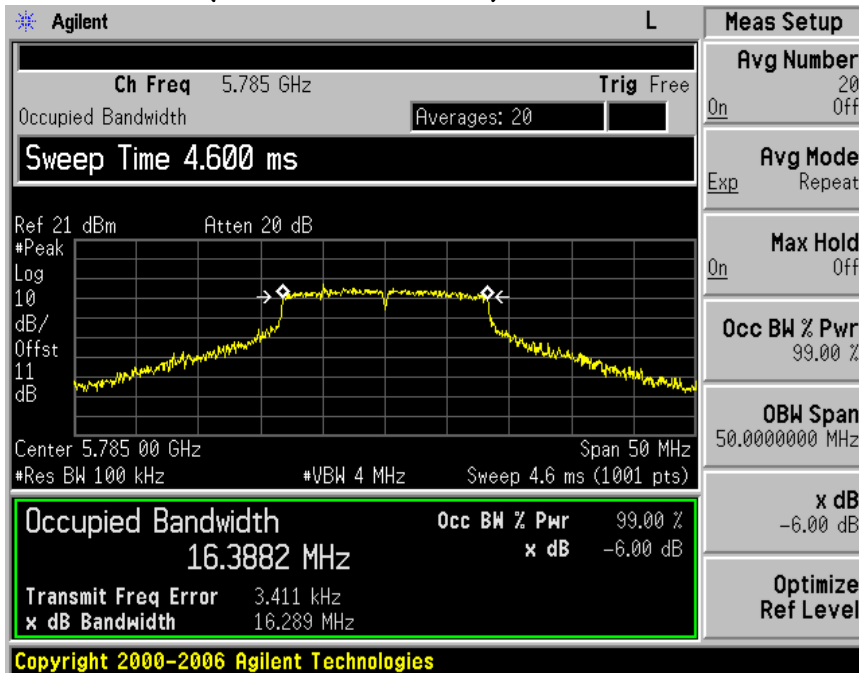 Agilent L Meas Setup
Ch Freq 5.785 GHz Trig Free
Occupied Bandwidth Averages: 20
Sweep Time 4.600 ms
Ref 21 dBm Atten 20 dB
#Peak
Log
10
dB/
Offst
11
dB
Center 5.785 00 GHz Span 50 MHz
#Res BW 100 kHz #VBW 4 MHz Sweep 4.6 ms (1001 pts)
Occupied Bandwidth Occ BW % Pwr 99.00 %
16.3882 MHz x dB -6.00 dB
Transmit Freq Error 3.411 kHz
x dB Bandwidth 16.289 MHz
Copyright 2000-2006 Agilent Technologies
Avg Number
20
On Off
Avg Mode
Exp Repeat
Max Hold
On Off
Occ BW % Pwr
99.00 %
OBW Span
50.0000000 MHz
x dB
-6.00 dB
Optimize
Ref Level